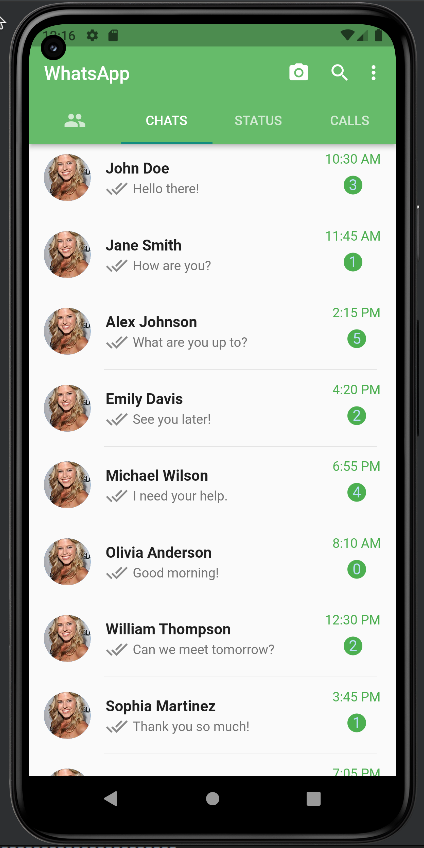 12:16
WhatsApp
CHATS STATUS CALLS
John Doe 10:30 AM
Hello there! 3
Jane Smith 11:45 AM
How are you? 1
Alex Johnson 2:15 PM
What are you up to? 5
Emily Davis 4:20 PM
See you later! 2
Michael Wilson 6:55 PM
I need your help. 4
Olivia Anderson 8:10 AM
Good morning! 0
William Thompson 12:30 PM
Can we meet tomorrow? 2
Sophia Martinez 3:45 PM
Thank you so much! 1
7:05 PM